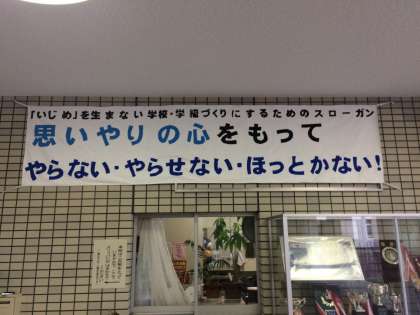 「いじめ」を生まない学校・学級づくりにするためのスローガン
思いやりの心をもって
やらない・やらせない・ほっとかない!